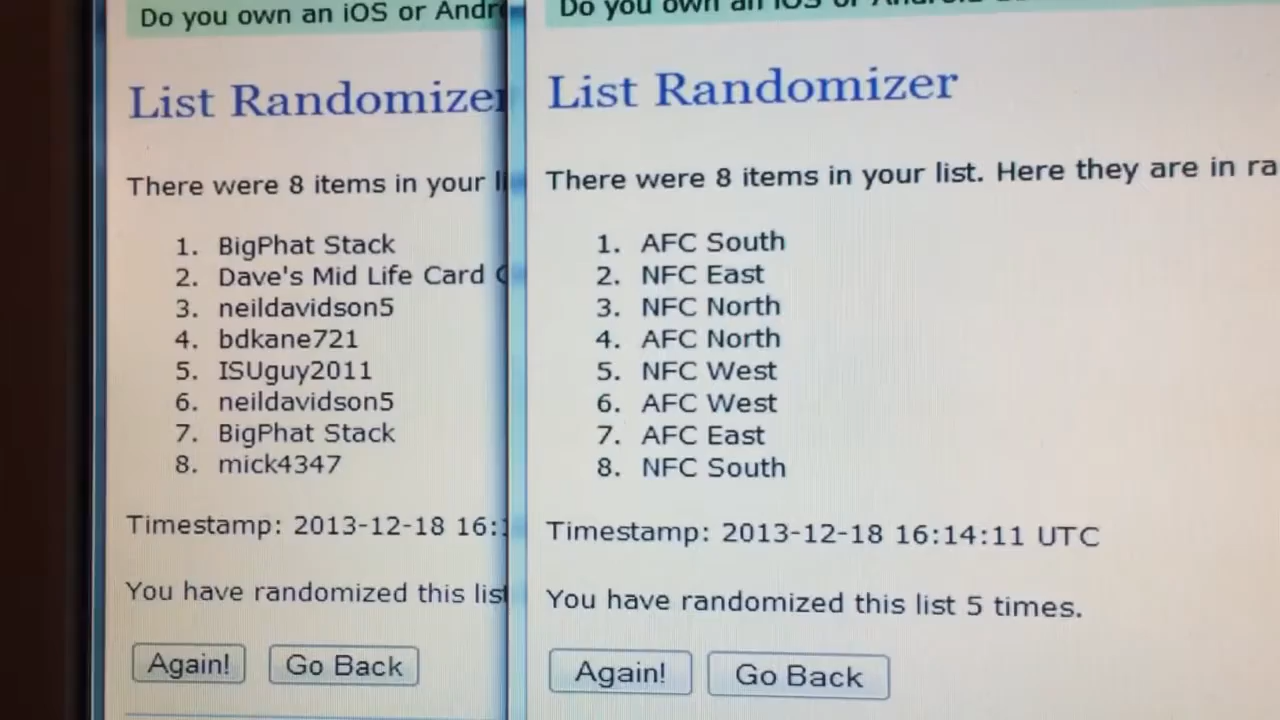 Do you own an iOS or
List Randomizer
There were 8 items in your
1. BigPhat Stack
2. Dave's Mid Life Card
3. neildavidson5
4. bdkane721
5. ISUguy2011
6. neildavidson5
7. BigPhat Stack
8. mick4347
Timestamp: 2013-12-18 16:
You have randomized this list
Again! Go Back
Do you own an iOS or Android
List Randomizer
There were 8 items in your list. Here they are in ra
1. AFC South
2. NFC East
3. NFC North
4. AFC North
5. NFC West
6. AFC West
7. AFC East
8. NFC South
Timestamp: 2013-12-18 16:14:11 UTC
You have randomized this list 5 times.
Again! Go Back